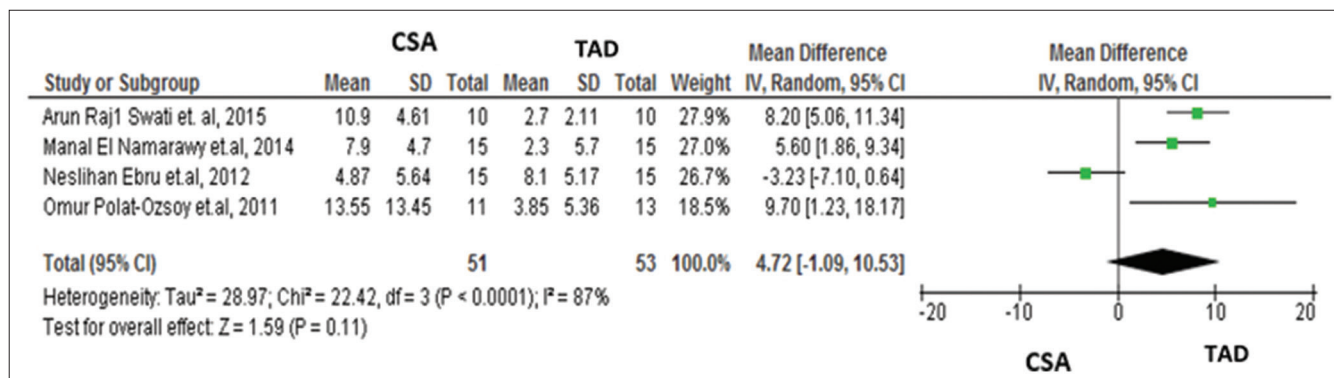 CSA TAD Mean Difference Mean Difference
Study or Subgroup Mean SD Total Mean SD Total Weight IV, Random, 95% CI IV, Random, 95% CI
Arun Raj1 Swati et. al, 2015 10.9 4.61 10 2.7 2.11 10 27.9% 8.20 [5.06, 11.34]
Manal El Namarawy et.al, 2014 7.9 4.7 15 2.3 5.7 15 27.0% 5.60 [1.86, 9.34]
Neslihan Ebru et.al, 2012 4.87 5.64 15 8.1 5.17 15 26.7% -3.23 [-7.10, 0.64]
Omur Polat-Ozsoy et.al, 2011 13.55 13.45 11 3.85 5.36 13 18.5% 9.70 [1.23, 18.17]
Total (95% CI) 51 53 100.0% 4.72 [-1.09, 10.53]
Heterogeneity: Tau² = 28.97; Chi² = 22.42, df = 3 (P < 0.0001); I² = 87%
Test for overall effect: Z = 1.59 (P = 0.11)
-20 -10 0 10 20
CSA TAD